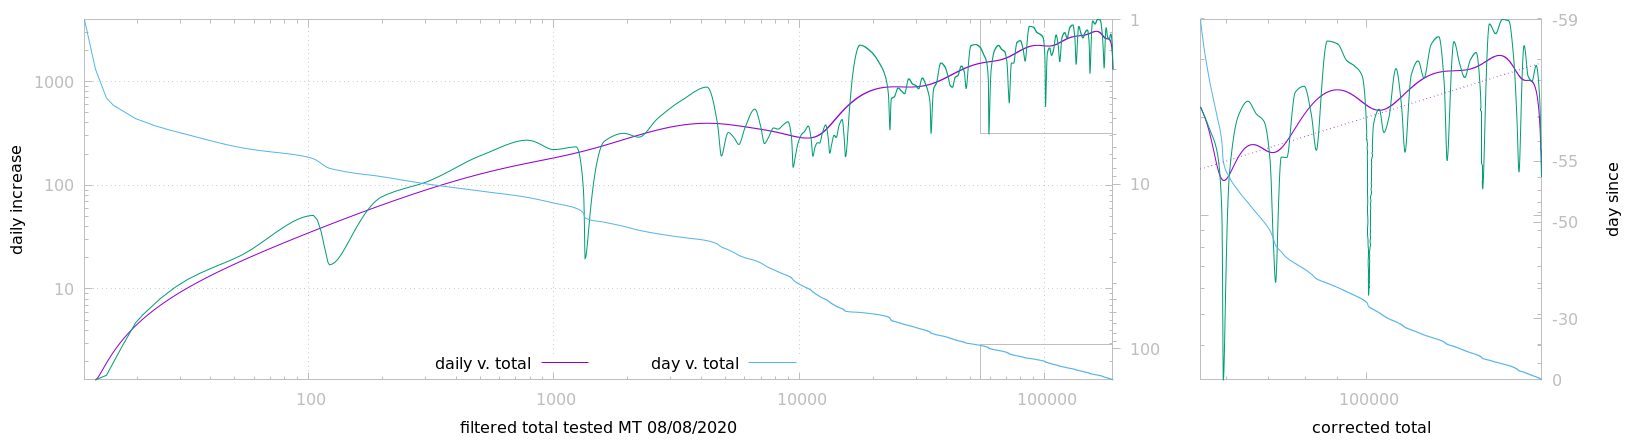 1
-59
1000
-55
daily increase
100
10
day since
-50
10
-30
daily v. total
day v. total
100
0
100
1000
10000
100000
100000
filtered total tested MT 08/08/2020
corrected total